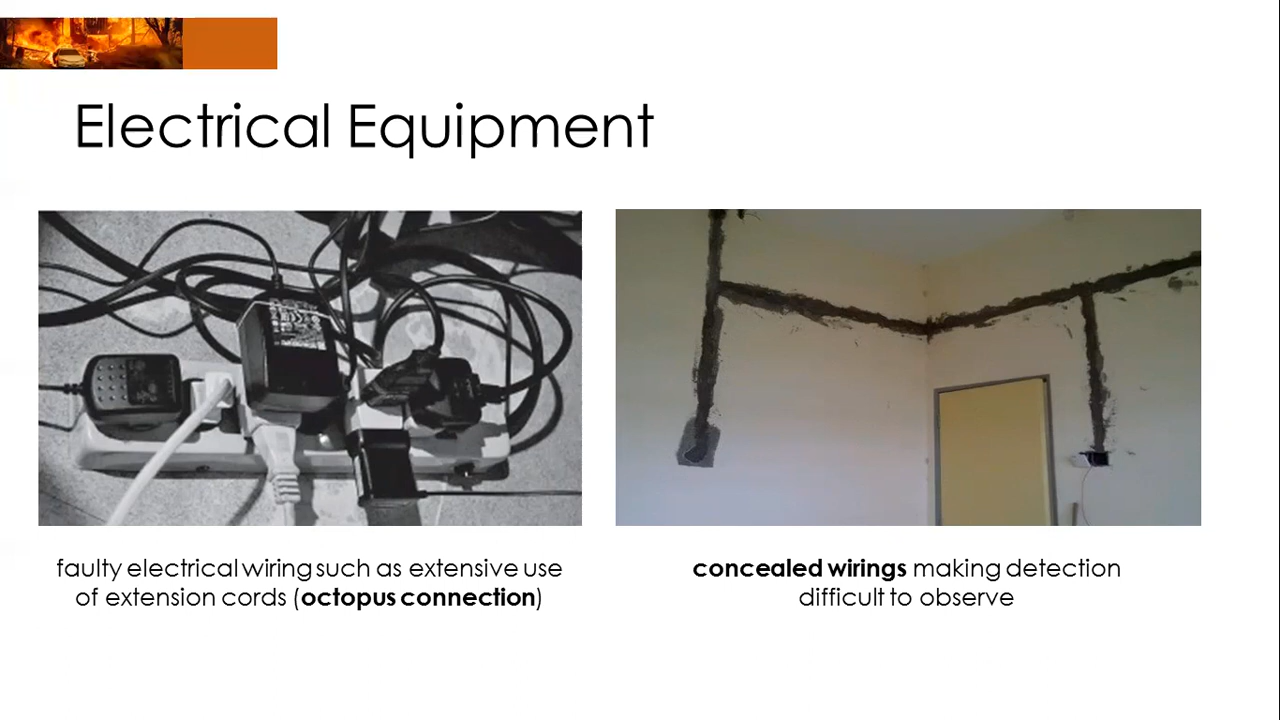 Electrical Equipment
faulty electrical wiring such as extensive use
of extension cords (octopus connection)
concealed wirings making detection
difficult to observe